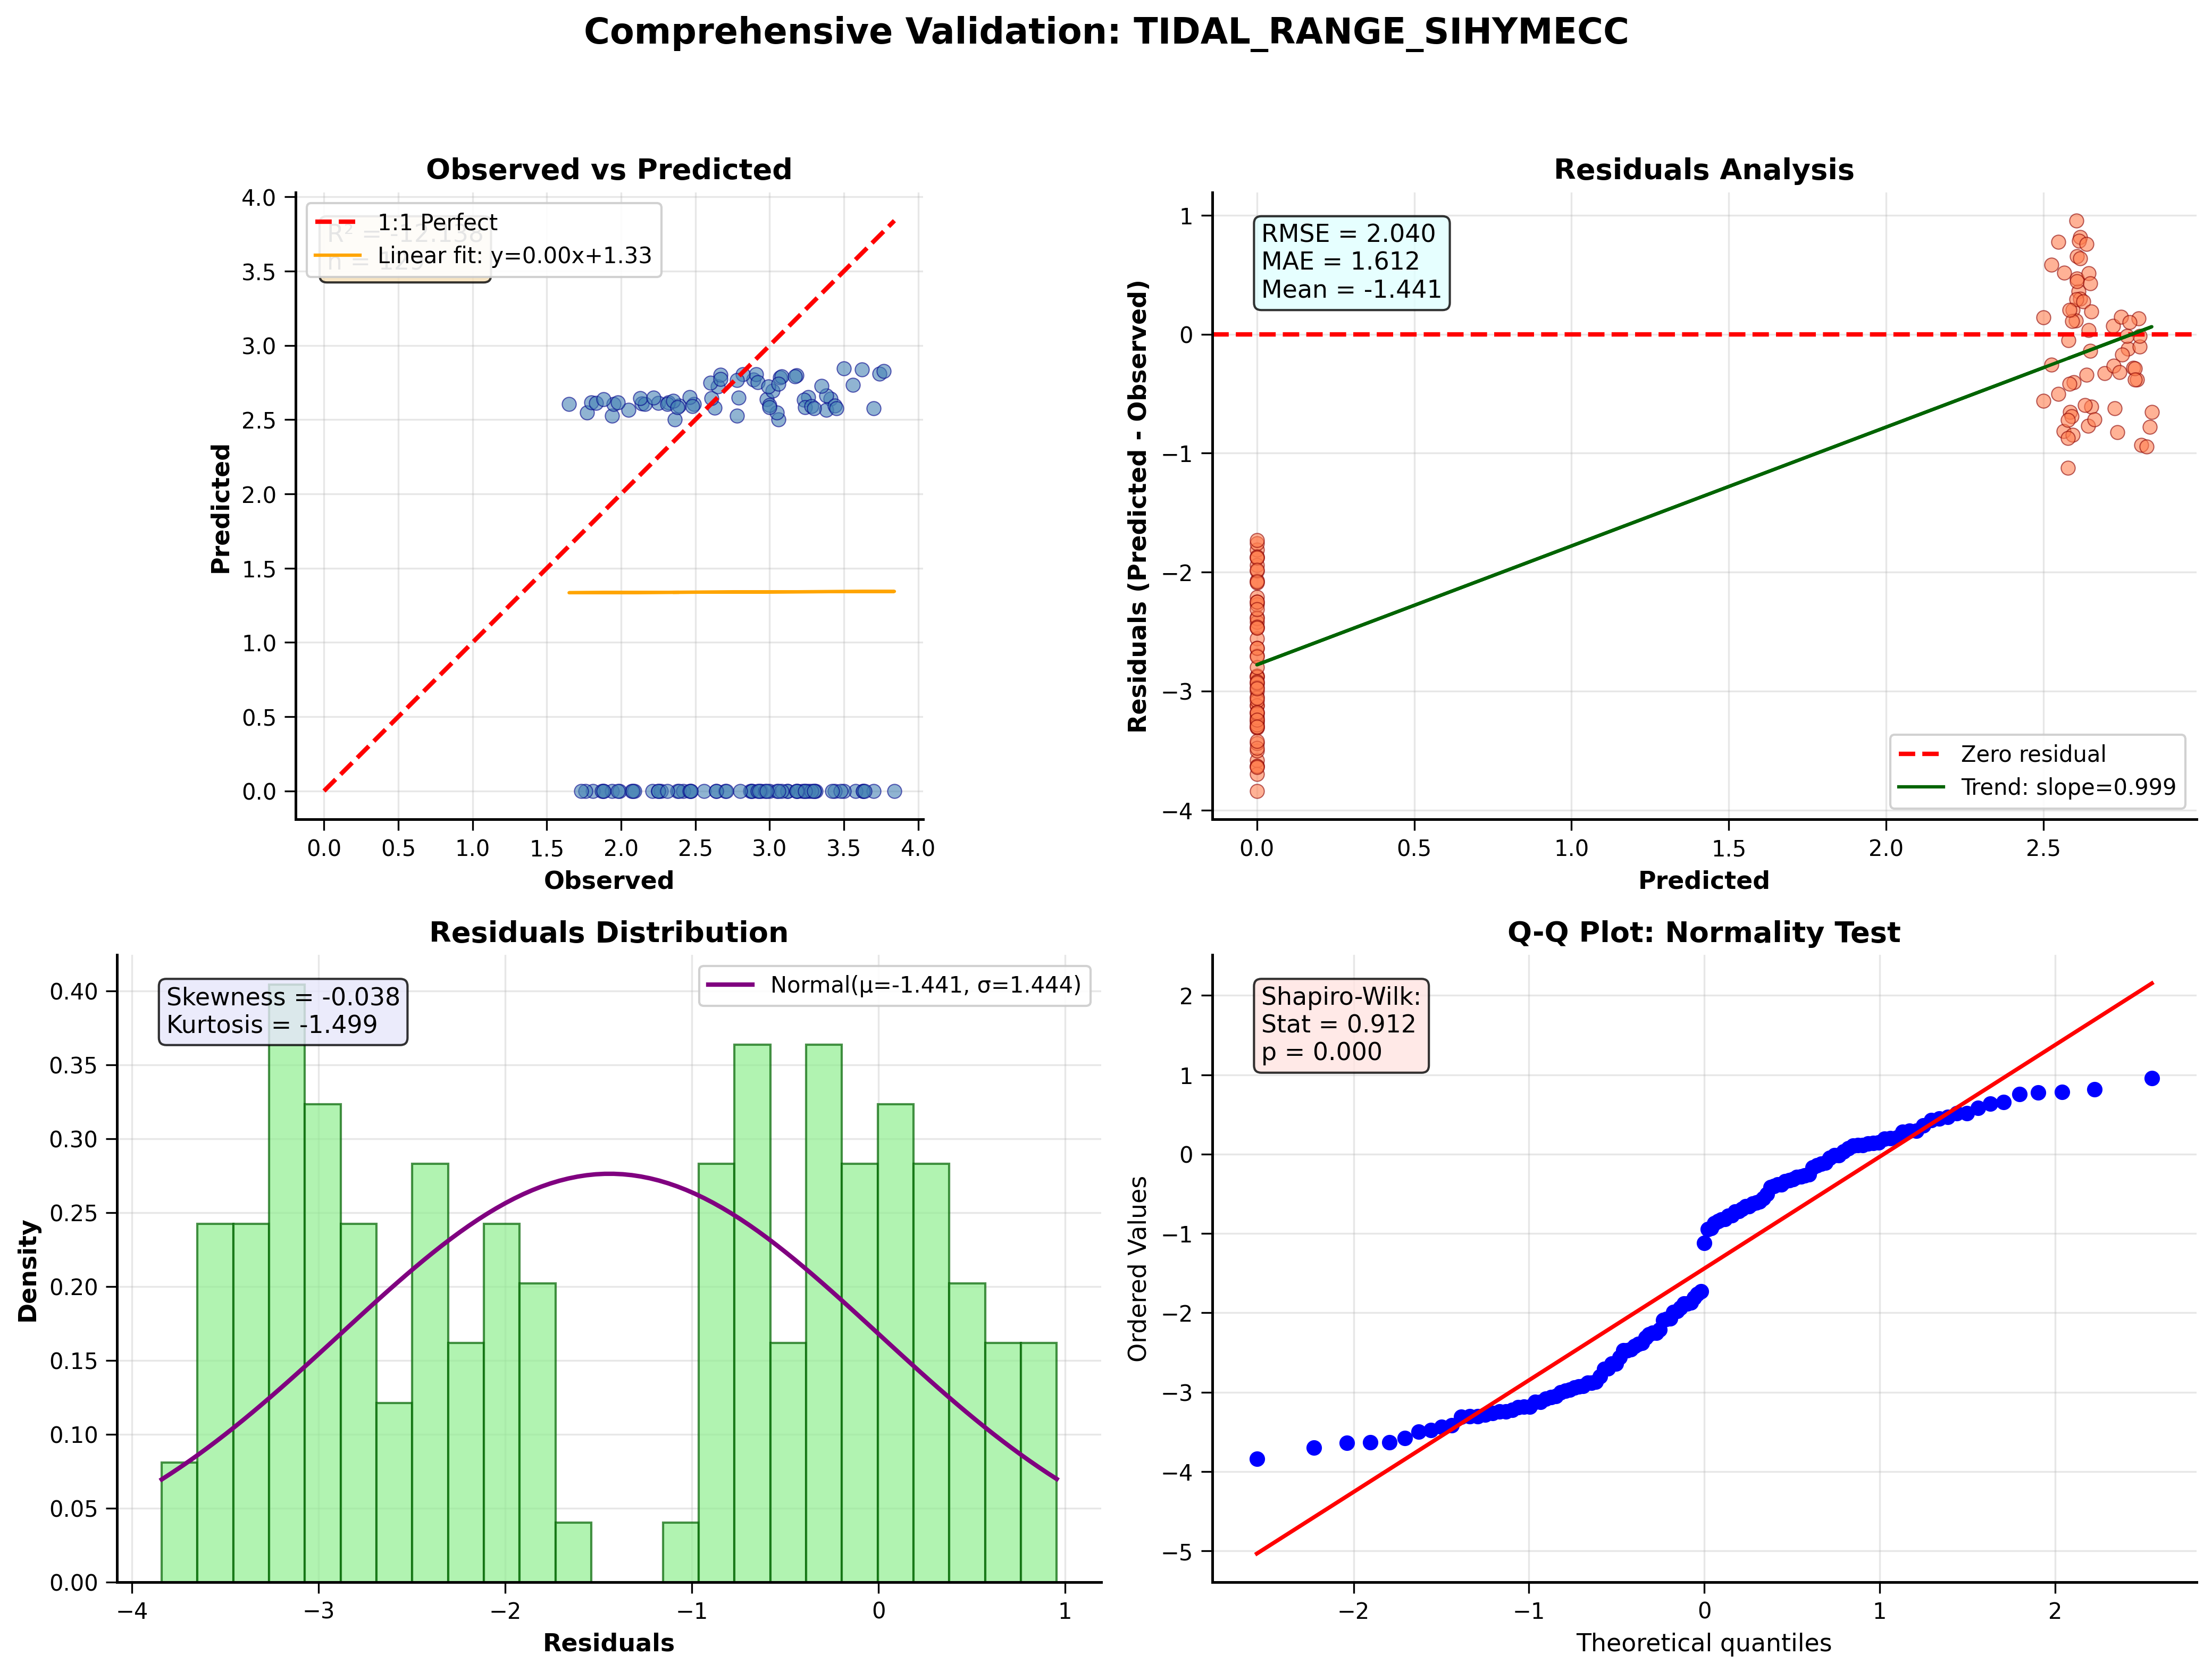 Comprehensive Validation: TIDAL_RANGE_SIHYMECC
Observed vs Predicted
4.0
3.5
3.0
2.5
2.0
1.5
1.0
0.5
0.0
Predicted
R² = -12.138
1:1 Perfect
Linear fit: y=0.00x+1.33
0.0 0.5 1.0 1.5 2.0 2.5 3.0 3.5 4.0
Observed
Residuals Analysis
1
0
−1
−2
−3
−4
Residuals (Predicted - Observed)
RMSE = 2.040
MAE = 1.612
Mean = -1.441
Zero residual
Trend: slope=0.999
0.0 0.5 1.0 1.5 2.0 2.5
Predicted
Residuals Distribution
0.40
0.35
0.30
0.25
0.20
0.15
0.10
0.05
0.00
Density
Skewness = -0.038
Kurtosis = -1.499
Normal(μ=-1.441, σ=1.444)
−4 −3 −2 −1 0 1
Residuals
Q-Q Plot: Normality Test
2
1
0
−1
−2
−3
−4
−5
Ordered Values
Shapiro-Wilk:
Stat = 0.912
p = 0.000
−2 −1 0 1 2
Theoretical quantiles